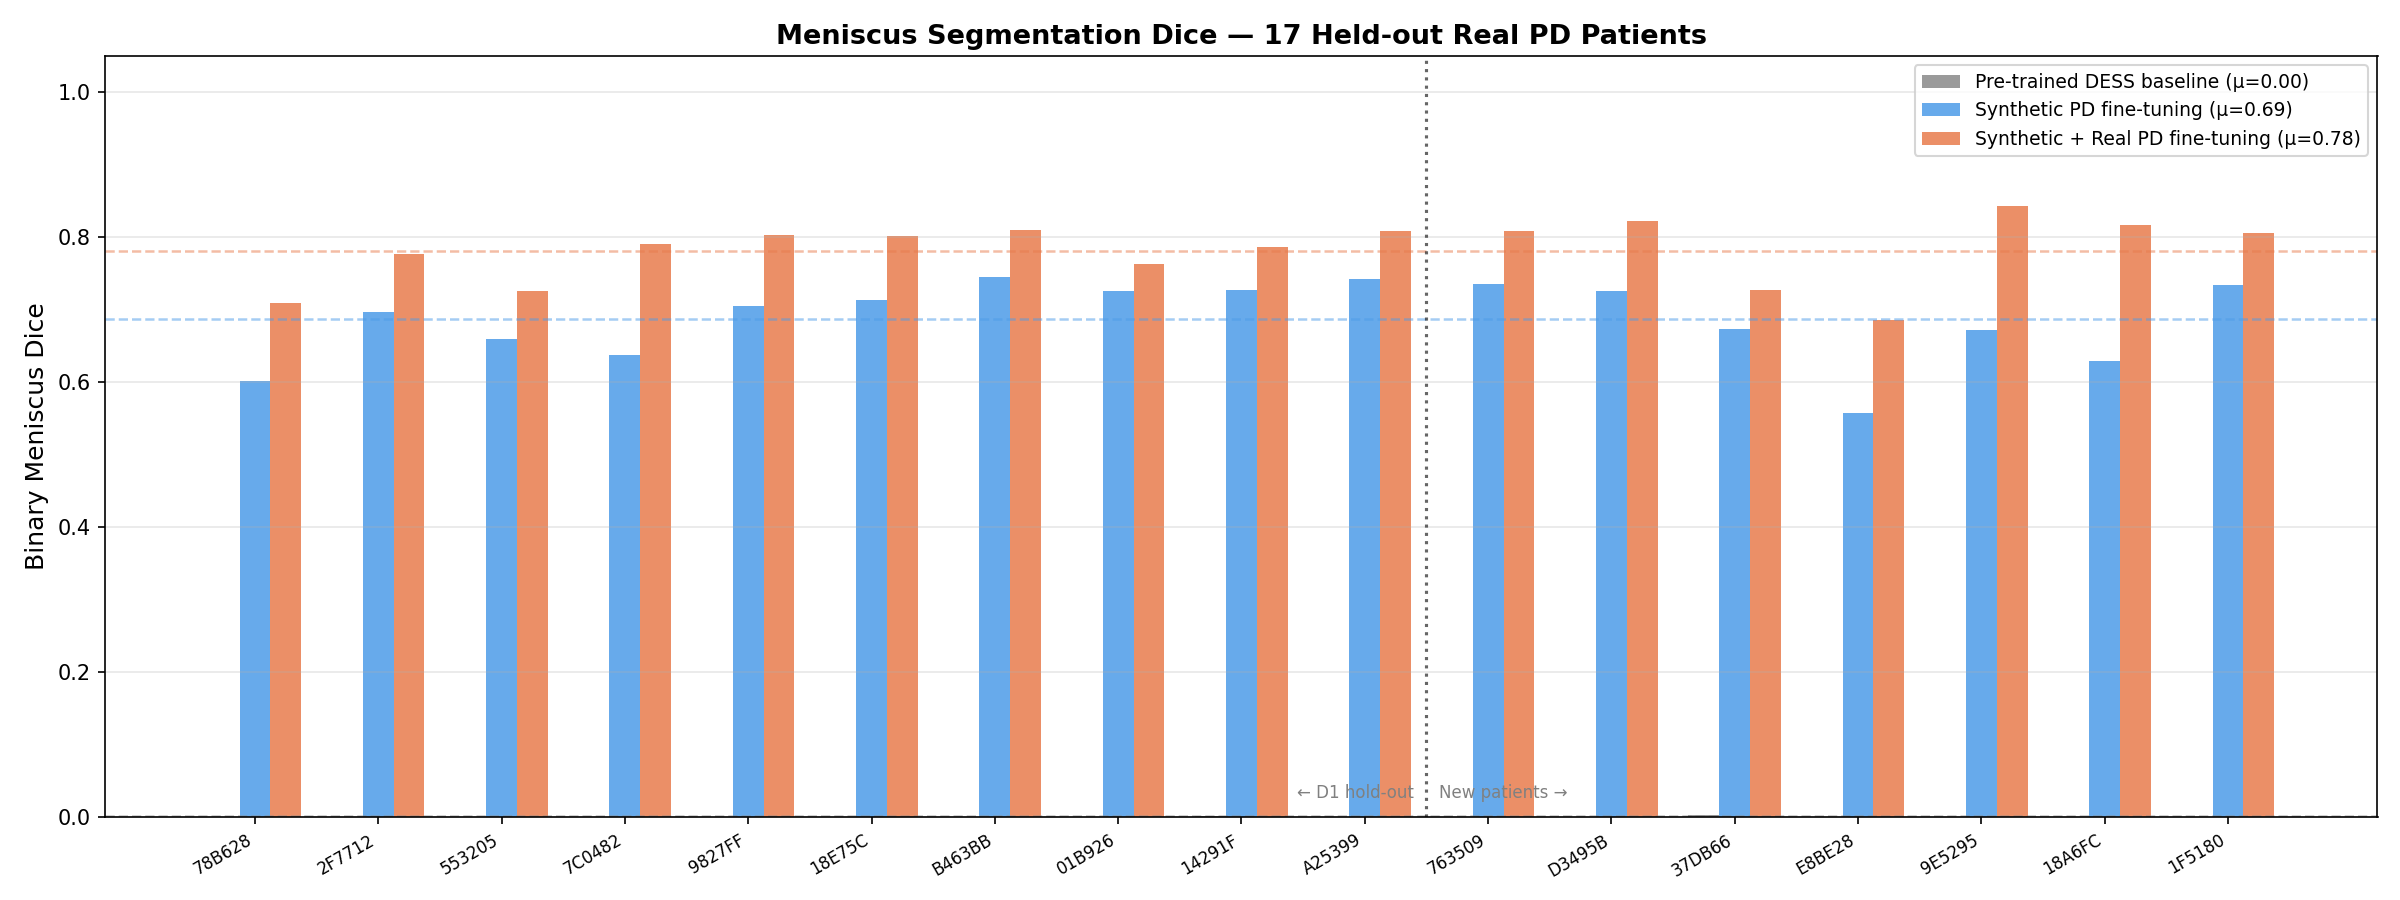 Meniscus Segmentation Dice — 17 Held-out Real PD Patients
Pre-trained DESS baseline (μ=0.00)
Synthetic PD fine-tuning (μ=0.69)
Synthetic + Real PD fine-tuning (μ=0.78)
Binary Meniscus Dice
1.0
0.8
0.6
0.4
0.2
0.0
← D1 hold-out
New patients →
78B628
2F7712
553205
7C0482
9827FF
18E75C
B463BB
01B926
14291F
A25399
763509
D3495B
37DB66
E8BE28
9E5295
18A6FC
1F5180